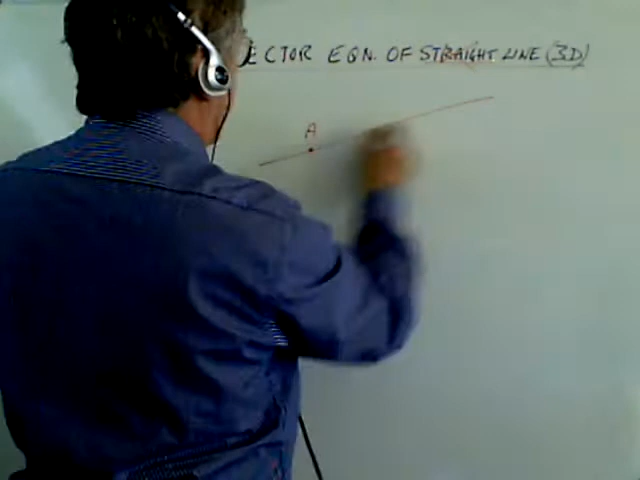 ECTOR EQN. OF STRAIGHT LINE (3D)
A